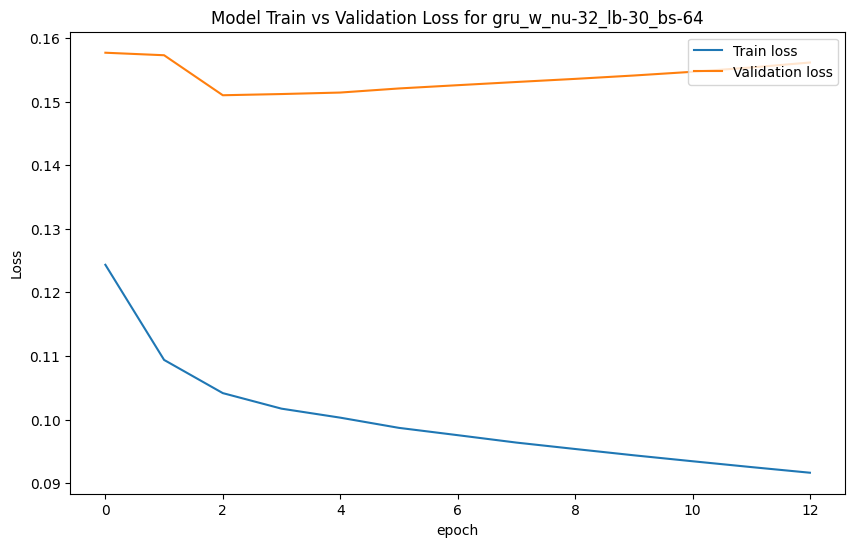 Model Train vs Validation Loss for gru_w_nu-32_lb-30_bs-64
Train loss
Validation loss
0.16
0.15
0.14
0.13
0.12
0.11
0.10
0.09
Loss
0 2 4 6 8 10 12
epoch